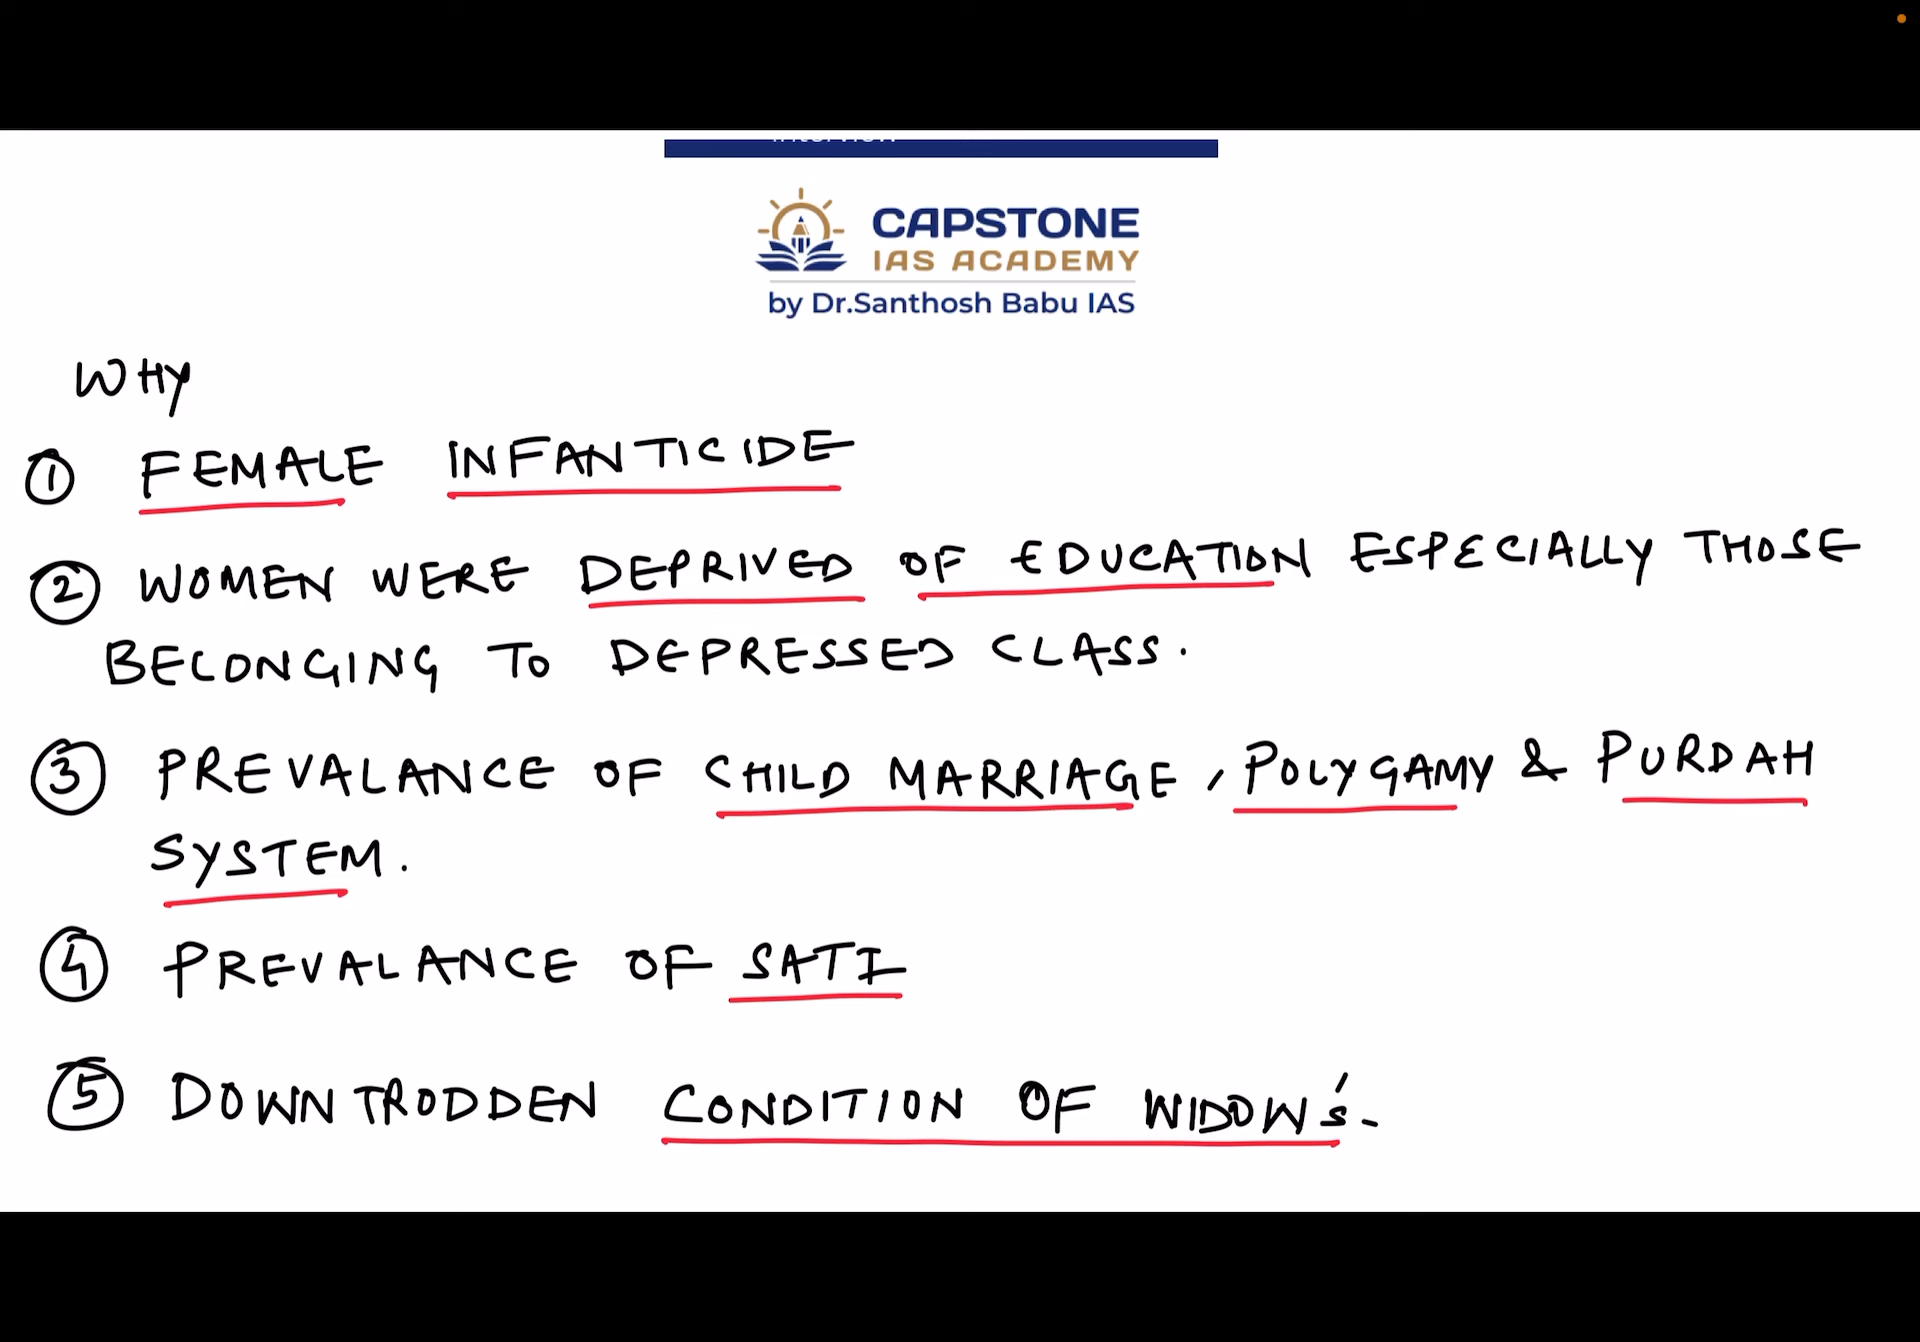 CAPSTONE
IAS ACADEMY
by Dr.Santhosh Babu IAS
WHY
① FEMALE INFANTICIDE
② WOMEN WERE DEPRIVED OF EDUCATION ESPECIALLY THOSE
BELONGING TO DEPRESSED CLASS.
③ PREVALANCE OF CHILD MARRIAGE, POLYGAMY & PURDAH
SYSTEM.
④ PREVALANCE OF SATI
⑤ DOWNTRODDEN CONDITION OF WIDOW'S.